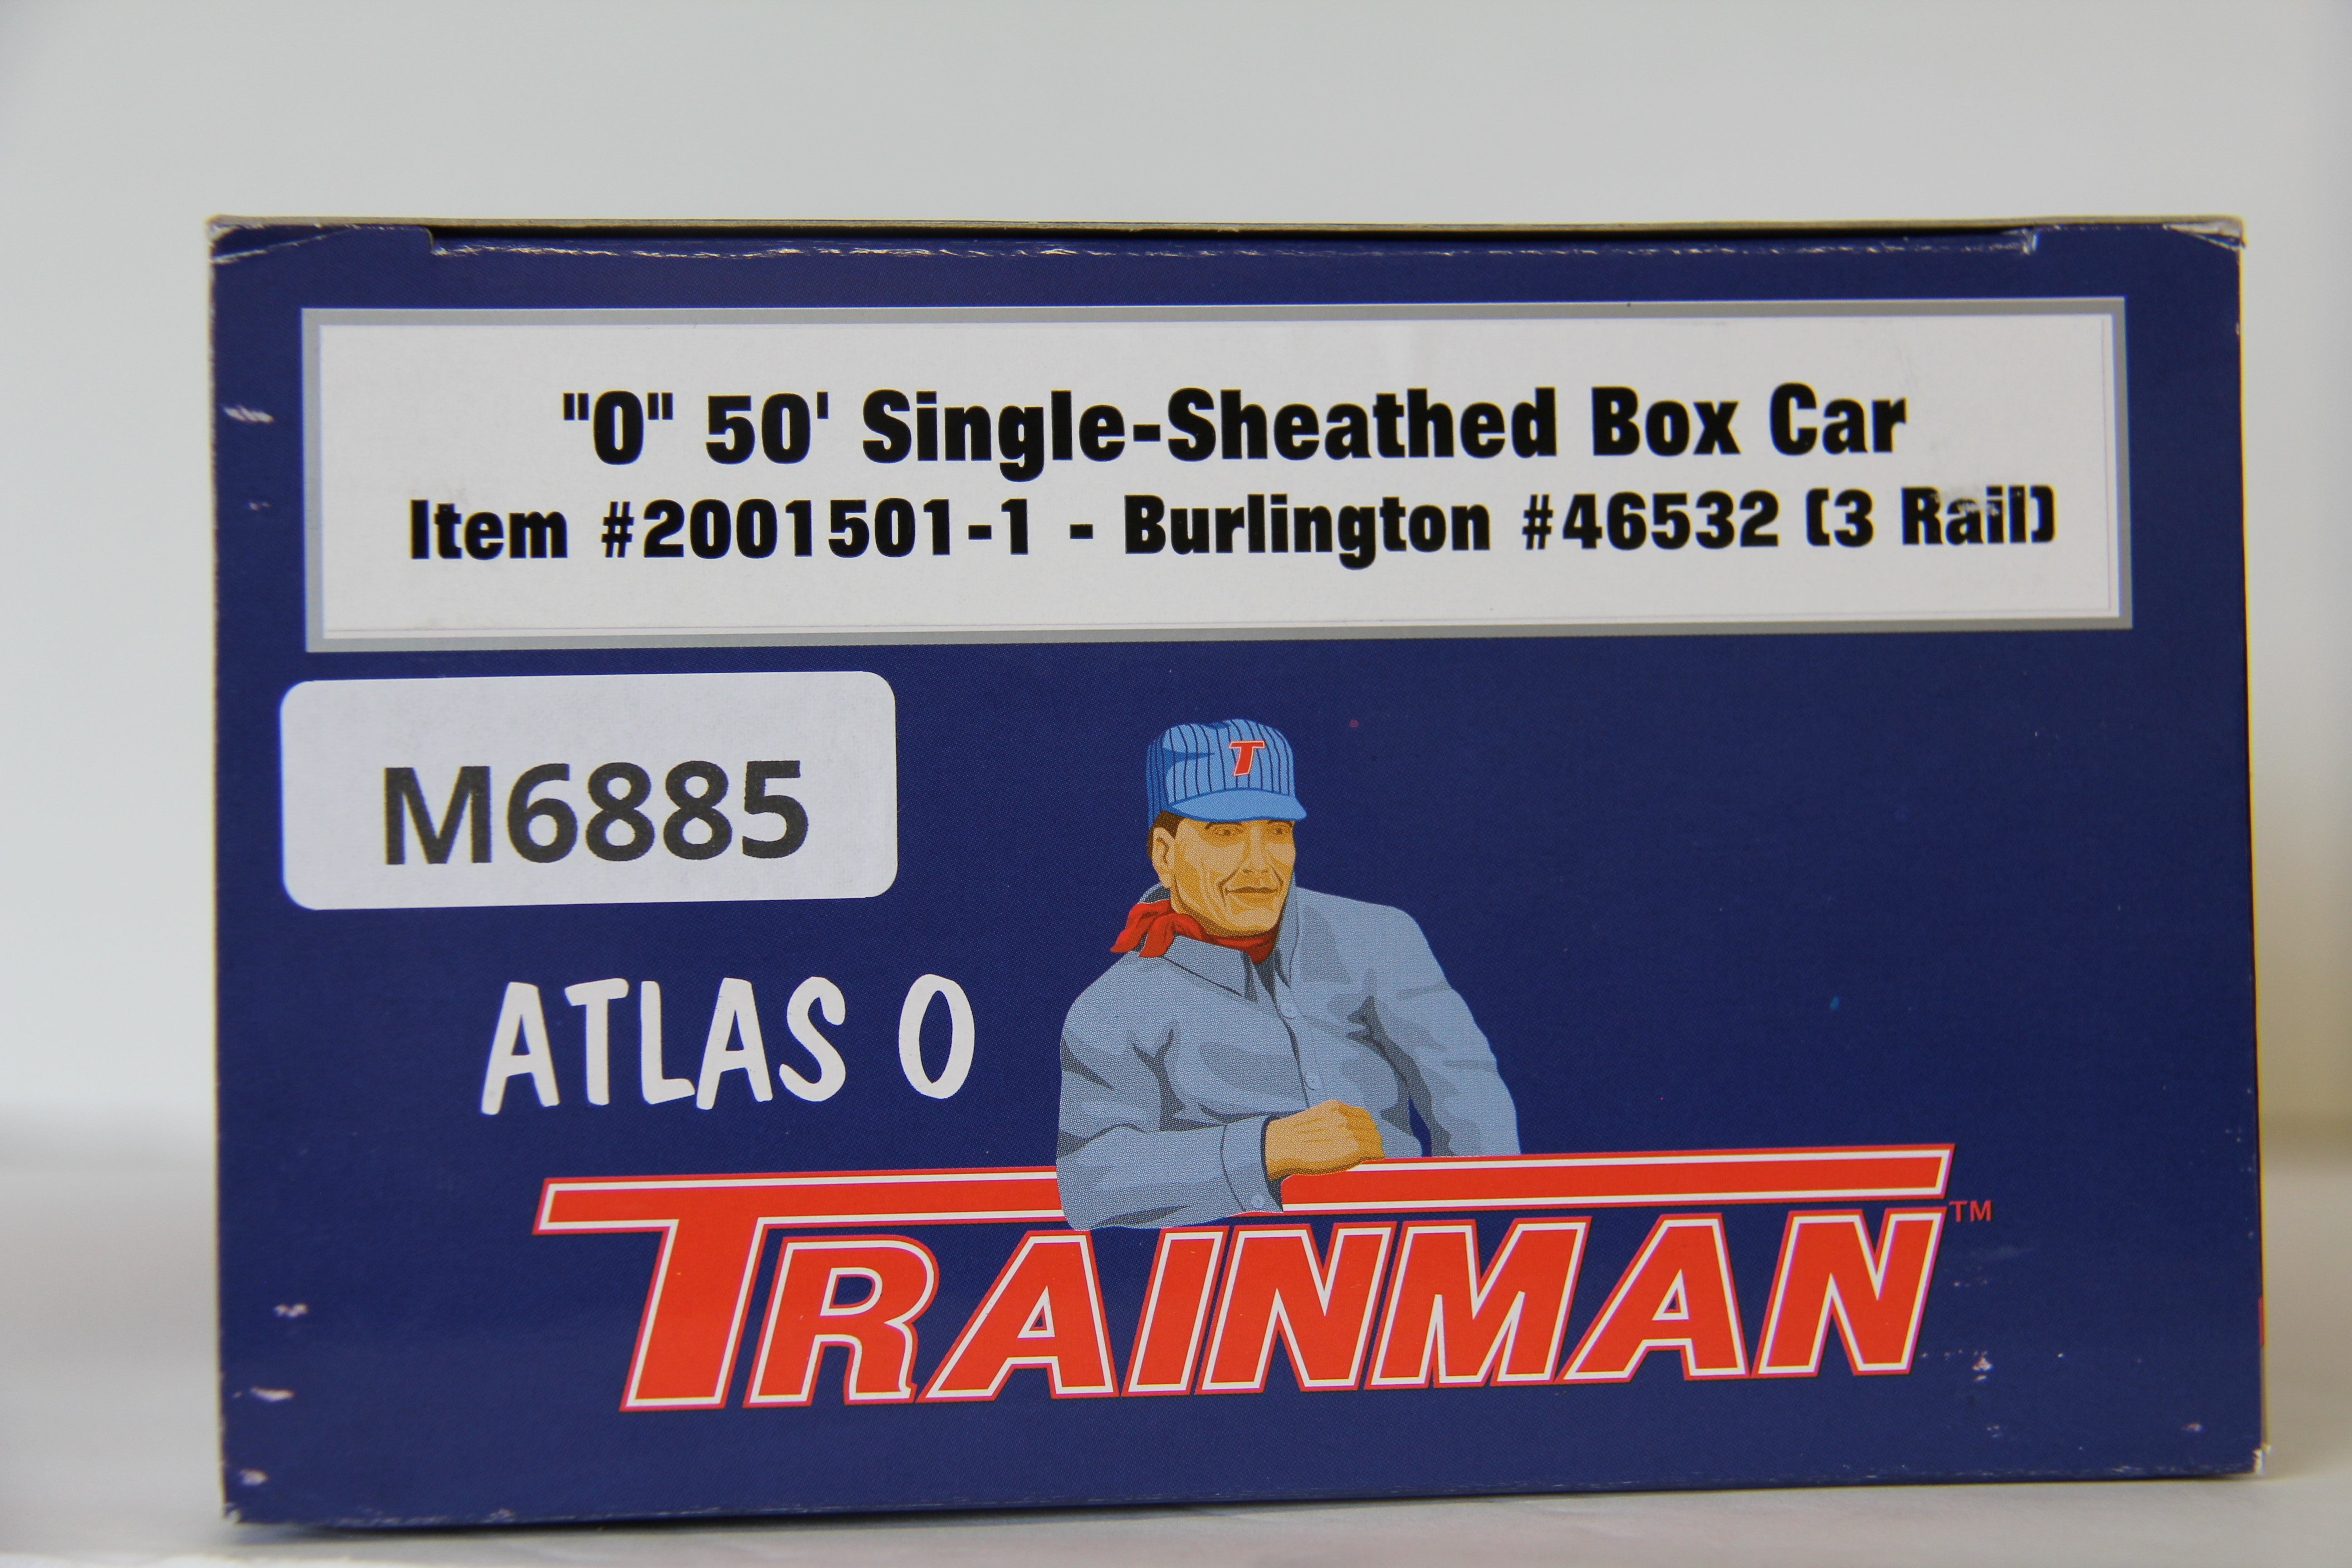 "O" 50' Single-Sheathed Box Car
Item #2001501-1 - Burlington #46532 (3 Rail)
M6885
T
ATLAS O
TRAINMAN™